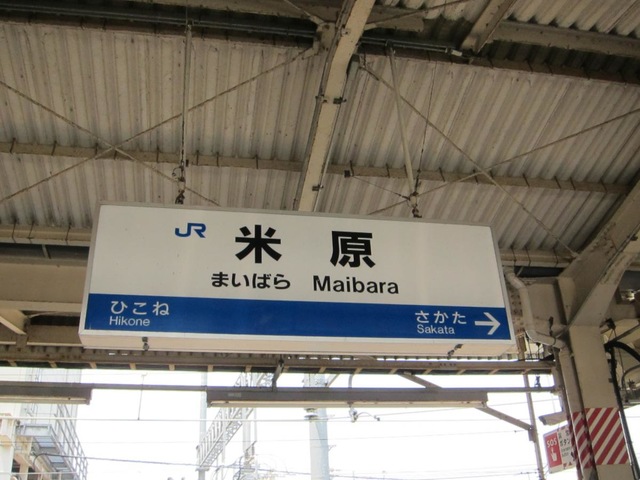 JR 米原
まいばら Maibara
ひこね さかた →
Hikone Sakata
SOS